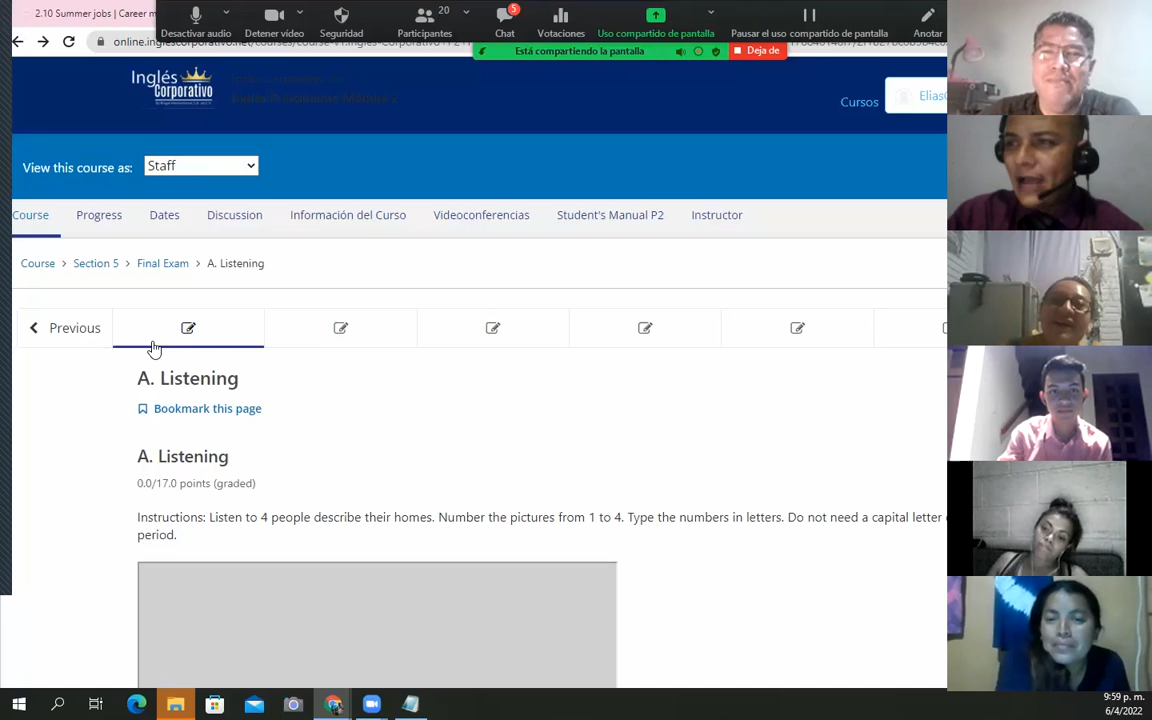 2.10 Summer jobs | Career m
Desactivar audio
Detener video
Seguridad
20
Participantes
5
Chat
Votaciones
Uso compartido de pantalla
Pausar el uso compartido de pantalla
Anotar
Está compartiendo la pantalla
Deja de
Inglés
Corporativo
Cursos
Elias
View this course as:
Staff
Course
Progress
Dates
Discussion
Información del Curso
Videoconferencias
Student's Manual P2
Instructor
Course > Section 5 > Final Exam > A. Listening
Previous
A. Listening
Bookmark this page
A. Listening
0.0/17.0 points (graded)
Instructions: Listen to 4 people describe their homes. Number the pictures from 1 to 4. Type the numbers in letters. Do not need a capital letter
period.
9:59 p. m.
6/4/2022